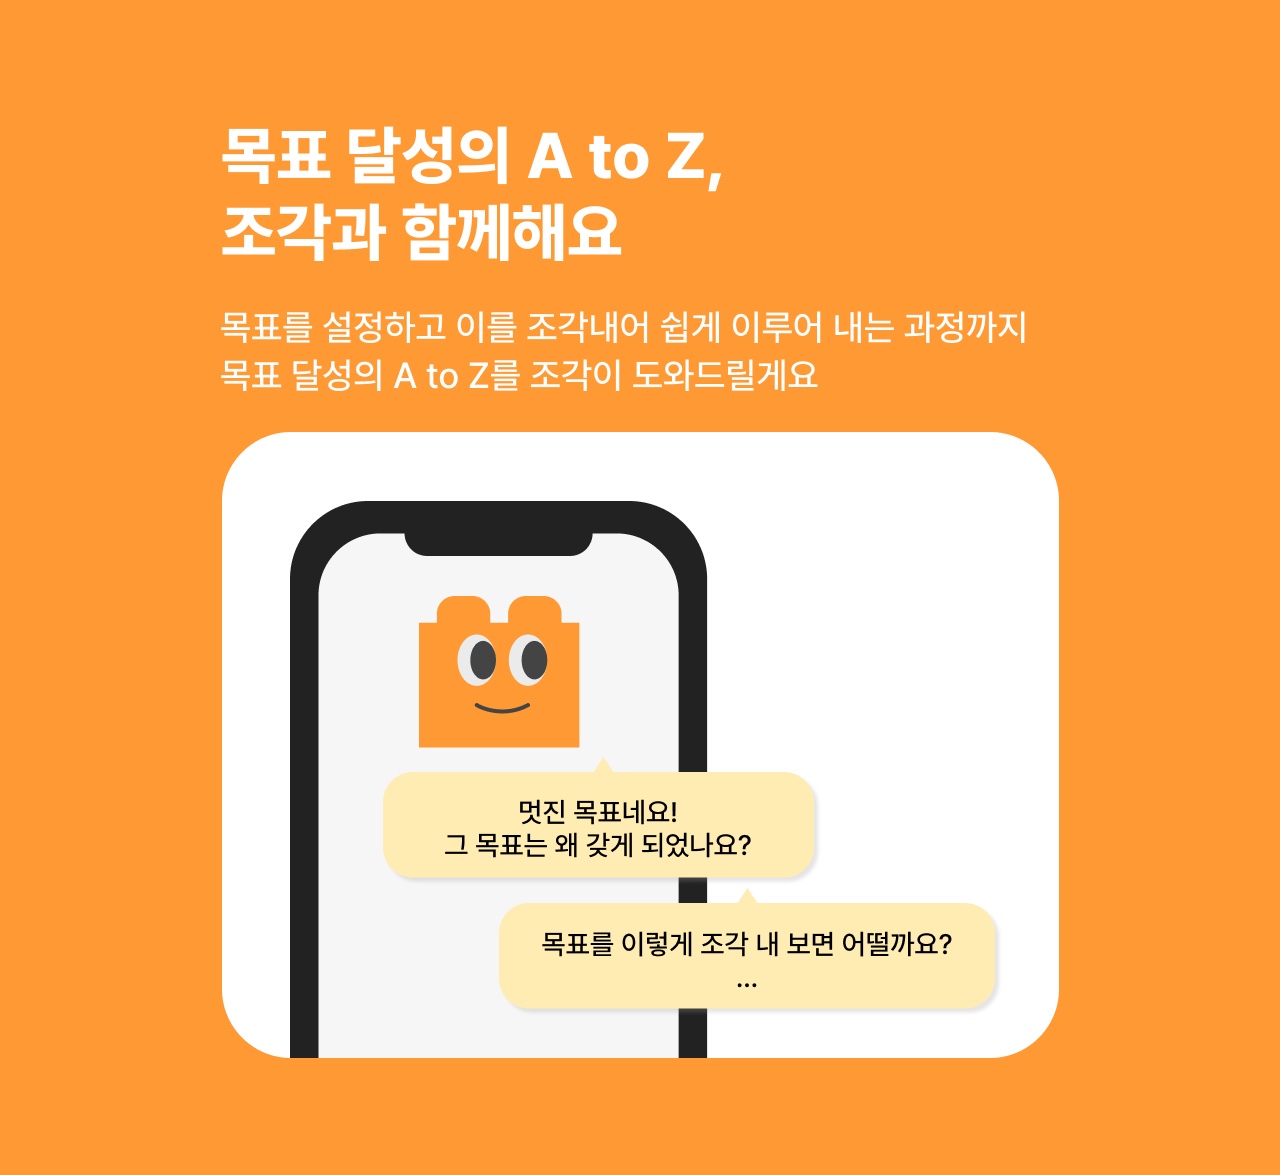 목표 달성의 A to Z,
조각과 함께해요
목표를 설정하고 이를 조각내어 쉽게 이루어 내는 과정까지
목표 달성의 A to Z를 조각이 도와드릴게요
멋진 목표네요!
그 목표는 왜 갖게 되었나요?
목표를 이렇게 조각 내 보면 어떨까요?
...